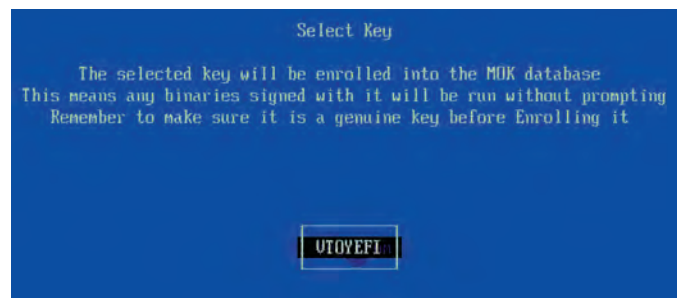 Select Key
The selected key will be enrolled into the MOK database
This means any binaries signed with it will be run without prompting
Remember to make sure it is a genuine key before Enrolling it
VTOYEFI